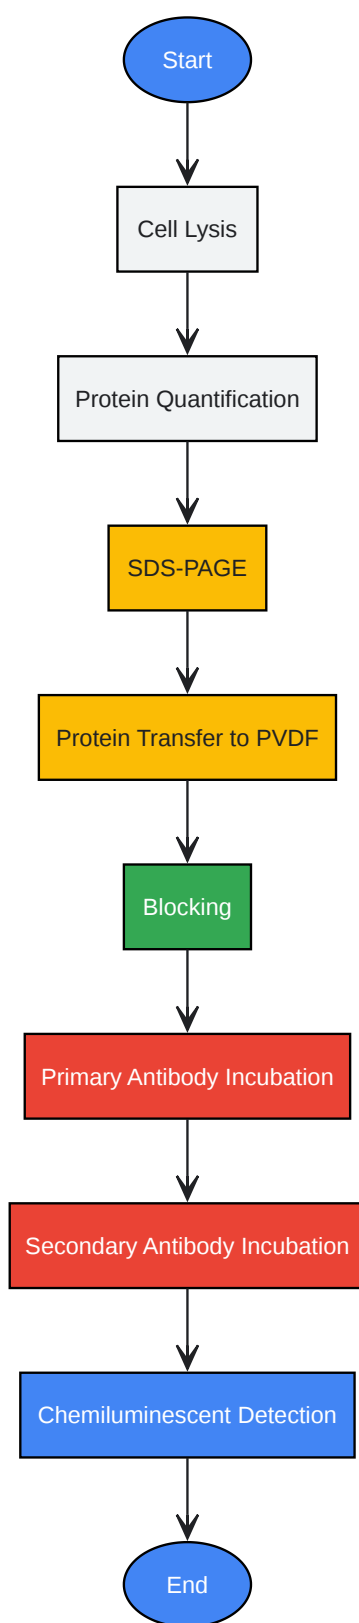 Start
Cell Lysis
Protein Quantification
SDS-PAGE
Protein Transfer to PVDF
Blocking
Primary Antibody Incubation
Secondary Antibody Incubation
Chemiluminescent Detection
End